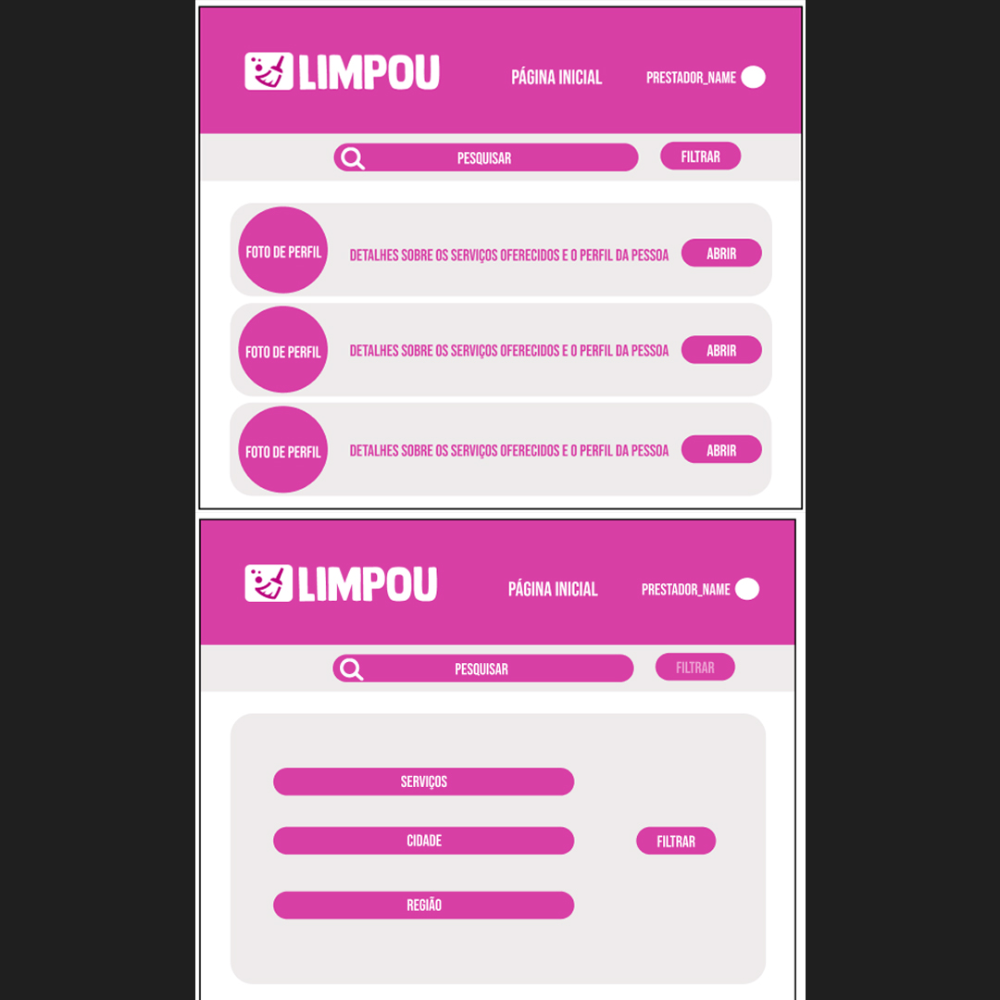 LIMPOU
PÁGINA INICIAL
PRESTADOR_NAME
PESQUISAR
FILTRAR
FOTO DE PERFIL
DETALHES SOBRE OS SERVIÇOS OFERECIDOS E O PERFIL DA PESSOA
ABRIR
FOTO DE PERFIL
DETALHES SOBRE OS SERVIÇOS OFERECIDOS E O PERFIL DA PESSOA
ABRIR
FOTO DE PERFIL
DETALHES SOBRE OS SERVIÇOS OFERECIDOS E O PERFIL DA PESSOA
ABRIR
LIMPOU
PÁGINA INICIAL
PRESTADOR_NAME
PESQUISAR
FILTRAR
SERVIÇOS
CIDADE
FILTRAR
REGIÃO